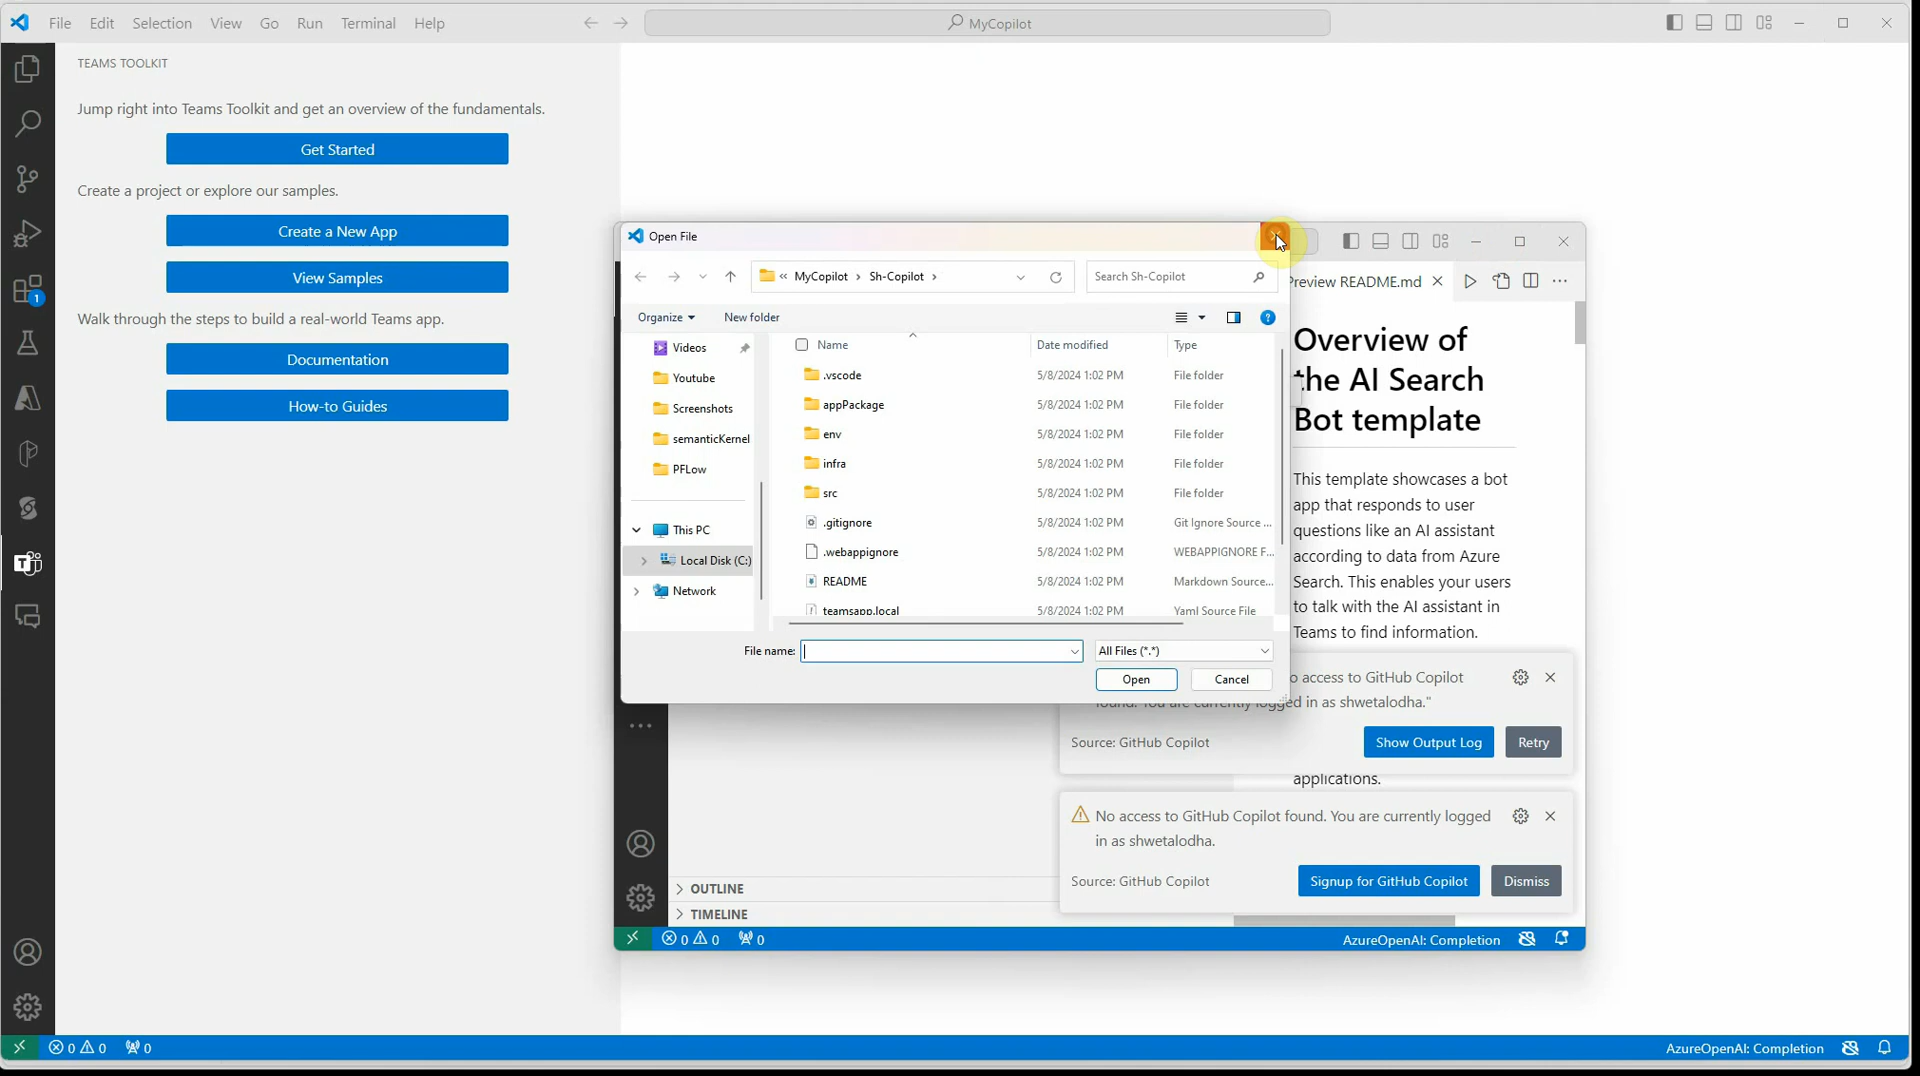 File Edit Selection View Go Run Terminal Help
MyCopilot
TEAMS TOOLKIT
Jump right into Teams Toolkit and get an overview of the fundamentals.
Get Started
Create a project or explore our samples.
Create a New App
View Samples
Walk through the steps to build a real-world Teams app.
Documentation
How-to Guides
1
Open File
MyCopilot Sh-Copilot
Search Sh-Copilot
Organize New folder
Videos
Youtube
Screenshots
semanticKernel
PFLow
This PC
Local Disk (C:)
Network
Name Date modified Type
.vscode 5/8/2024 1:02 PM File folder
appPackage 5/8/2024 1:02 PM File folder
env 5/8/2024 1:02 PM File folder
infra 5/8/2024 1:02 PM File folder
src 5/8/2024 1:02 PM File folder
.gitignore 5/8/2024 1:02 PM Git Ignore Source ...
.webappignore 5/8/2024 1:02 PM WEBAPPIGNORE F...
README 5/8/2024 1:02 PM Markdown Source...
teamsapp.local 5/8/2024 1:02 PM Yaml Source File
File name: All Files (*.*)
Open Cancel
Preview README.md
Overview of
the AI Search
Bot template
This template showcases a bot
app that responds to user
questions like an AI assistant
according to data from Azure
Search. This enables your users
to talk with the AI assistant in
Teams to find information.
o access to GitHub Copilot
found. You are currently logged in as shwetalodha."
Source: GitHub Copilot Show Output Log Retry
applications.
No access to GitHub Copilot found. You are currently logged
in as shwetalodha.
Source: GitHub Copilot Signup for GitHub Copilot Dismiss
OUTLINE
TIMELINE
0 0 0 AzureOpenAI: Completion
0 0 0 AzureOpenAI: Completion